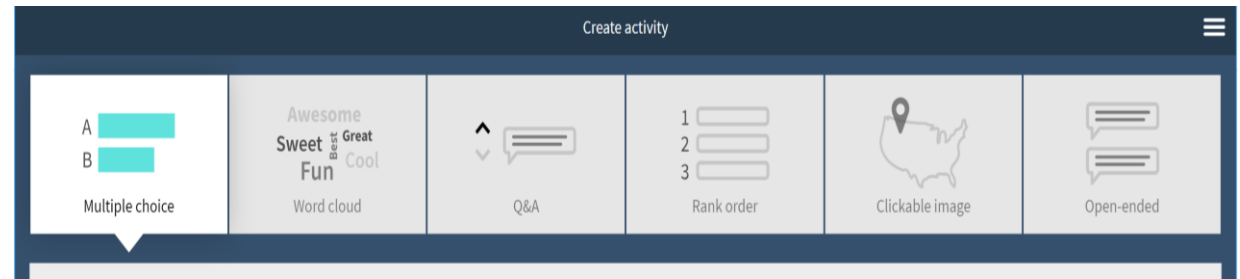 Create activity
A
B
Multiple choice
Awesome
Sweet Best Great
Fun Cool
Word cloud
Q&A
1
2
3
Rank order
Clickable image
Open-ended